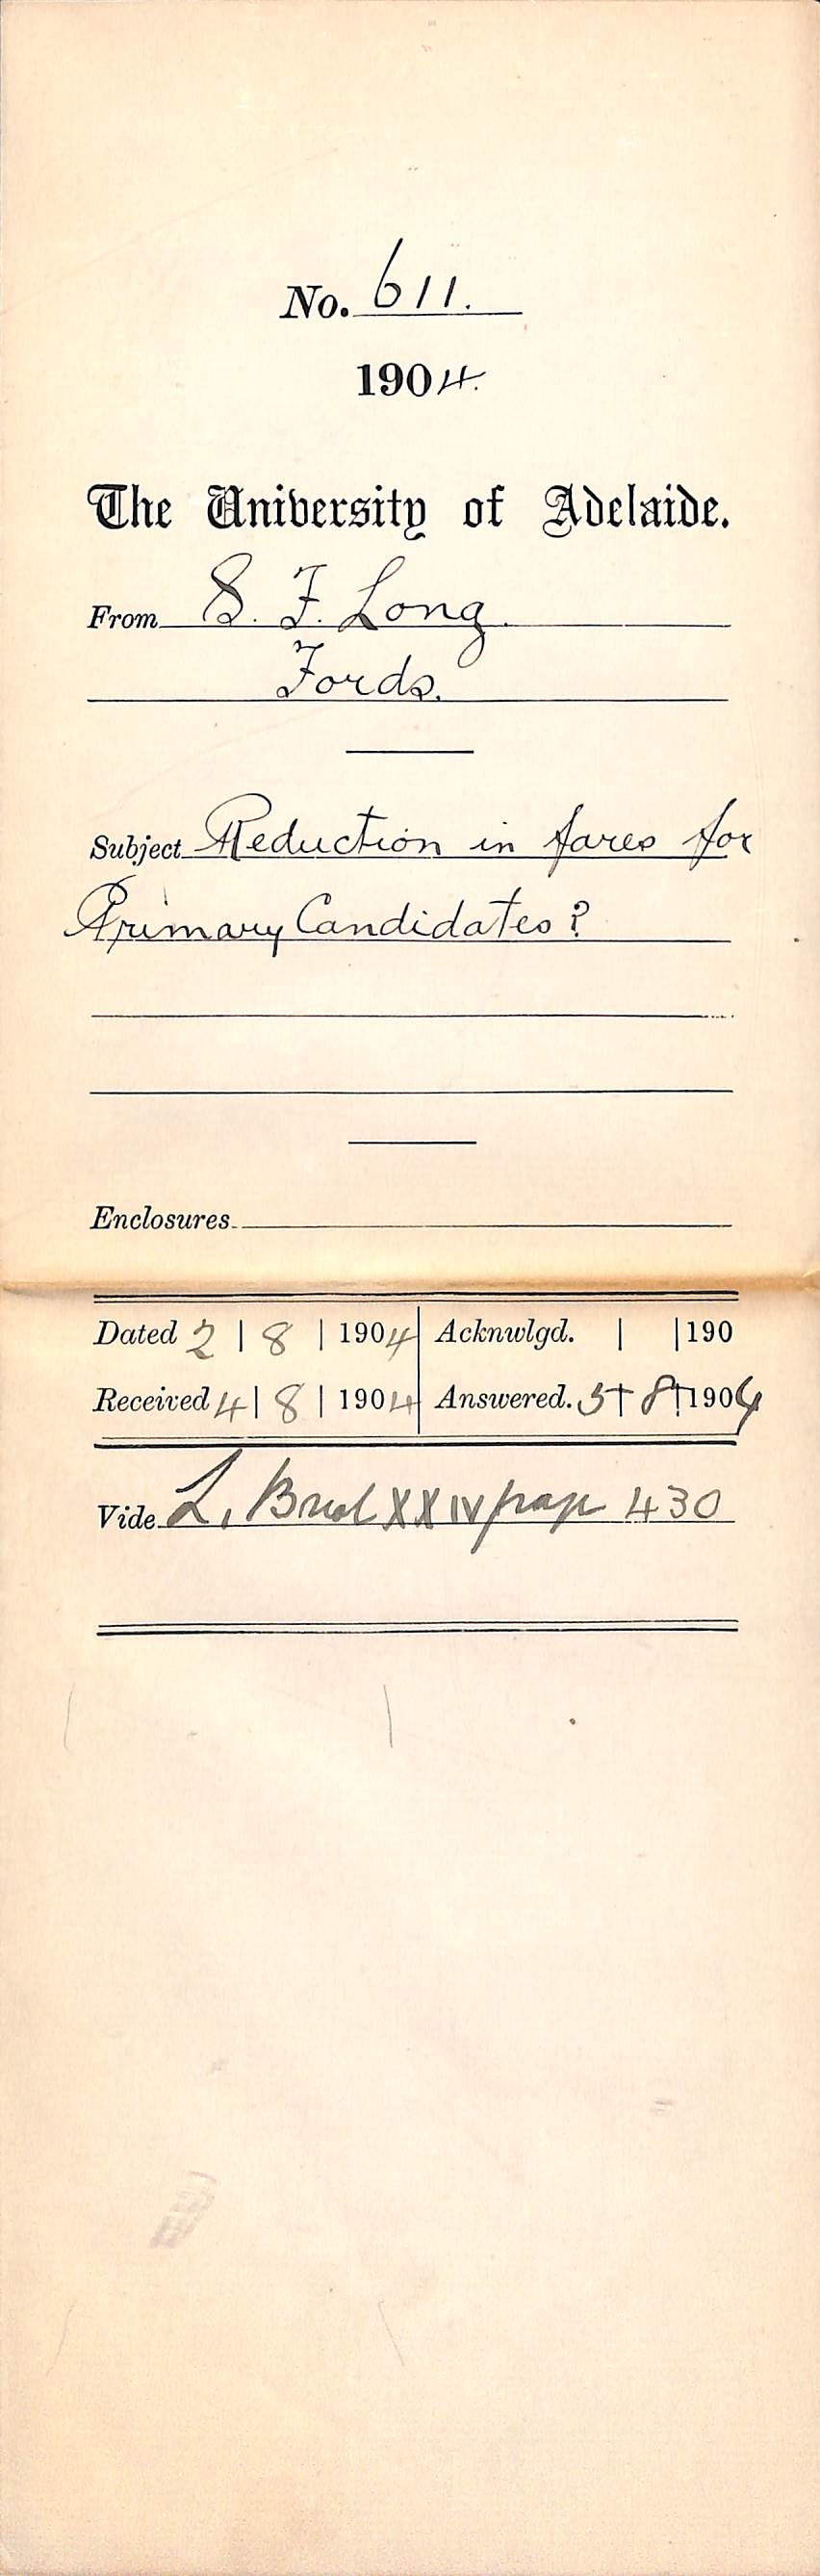 No. 611.
1904.
The University of Adelaide.
From S. F. Long.
Fords.
Subject Reduction in fares for
Primary Candidates?
Enclosures
Dated 2 | 8 | 1904 Acknwlgd. | | 190
Received 4 | 8 | 1904 Answered. 5 | 8 | 1904
Vide L. XXIV page 430